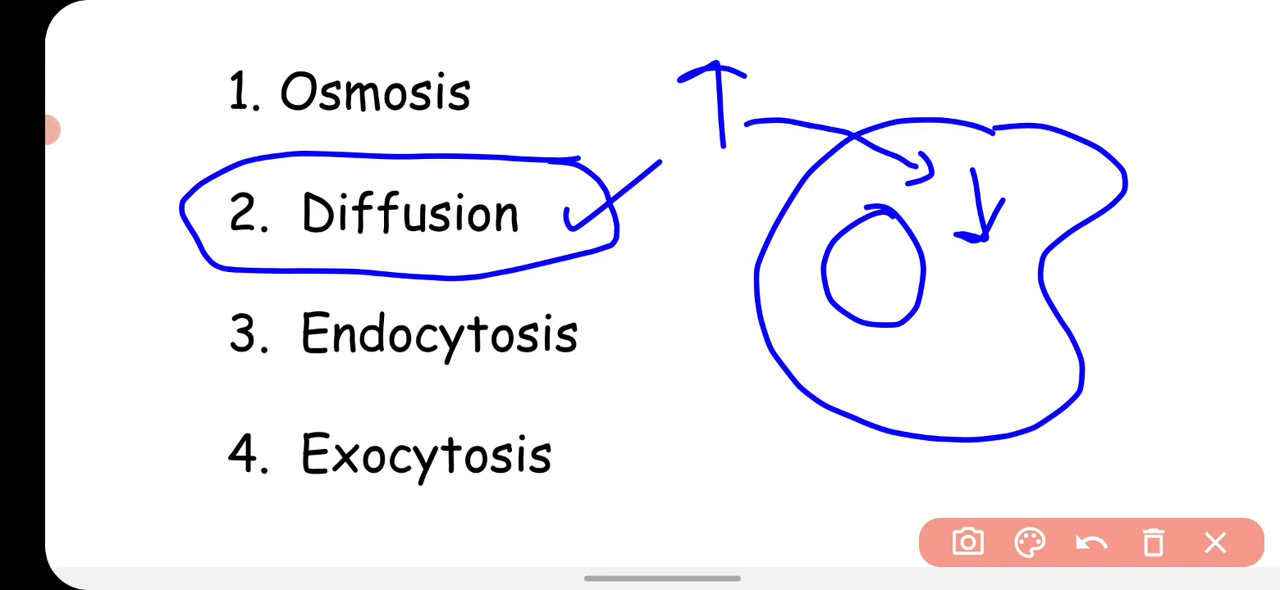 1. Osmosis
2. Diffusion
3. Endocytosis
4. Exocytosis